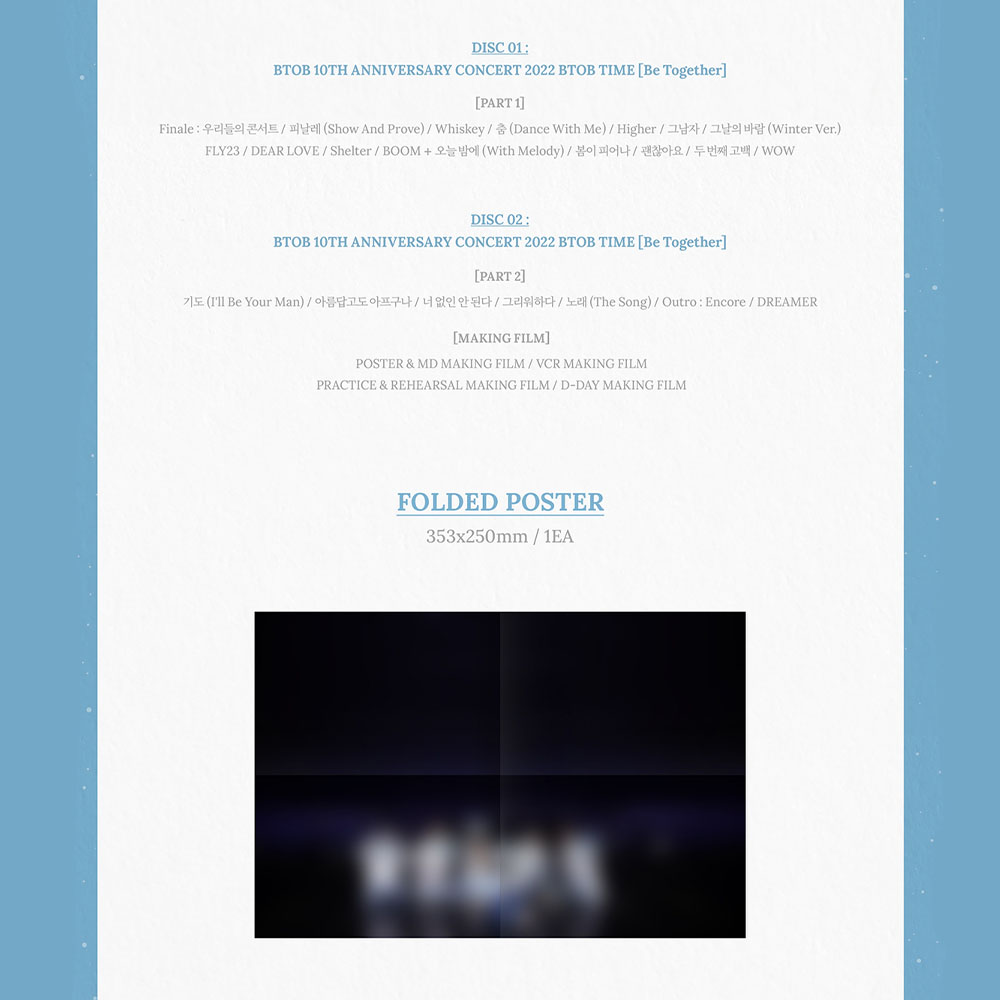 DISC 01 :
BTOB 10TH ANNIVERSARY CONCERT 2022 BTOB TIME [Be Together]
[PART 1]
Finale : 우리들의 콘서트 / 피날레 (Show And Prove) / Whiskey / 춤 (Dance With Me) / Higher / 그남자 / 그날의 바람 (Winter Ver.)
FLY23 / DEAR LOVE / Shelter / BOOM + 오늘 밤에 (With Melody) / 봄이 피어나 / 괜찮아요 / 두 번째 고백 / WOW
DISC 02 :
BTOB 10TH ANNIVERSARY CONCERT 2022 BTOB TIME [Be Together]
[PART 2]
기도 (I'll Be Your Man) / 아름답고도 아프구나 / 너 없인 안 된다 / 그리워하다 / 노래 (The Song) / Outro : Encore / DREAMER
[MAKING FILM]
POSTER & MD MAKING FILM / VCR MAKING FILM
PRACTICE & REHEARSAL MAKING FILM / D-DAY MAKING FILM
FOLDED POSTER
353x250mm / 1EA